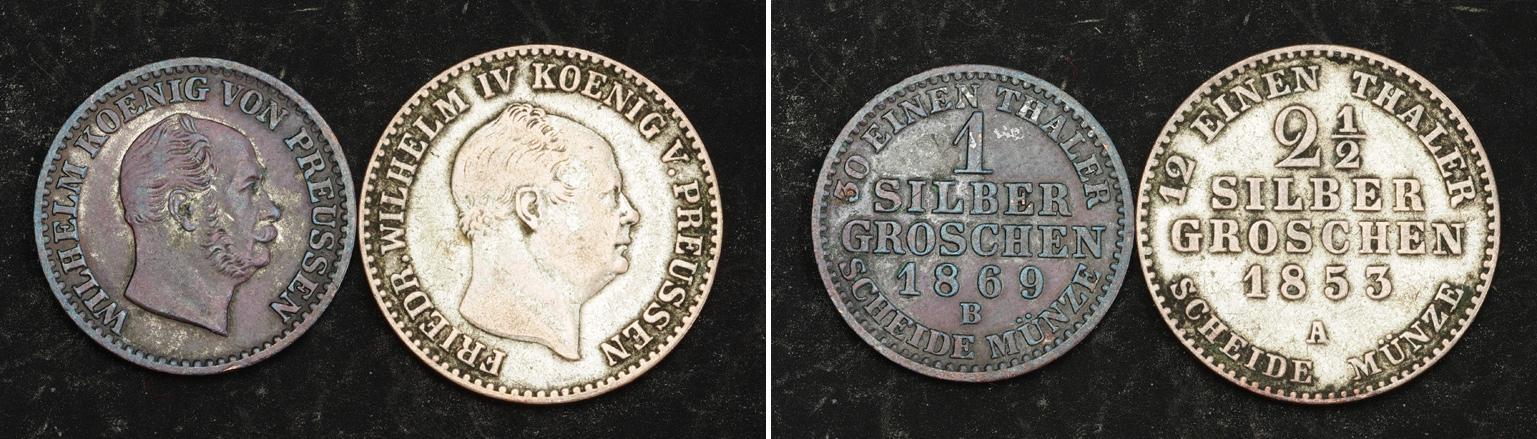 WILHELM KOENIG VON PREUSSEN
FRIEDR. WILHELM IV KOENIG V. PREUSSEN
30 EINEN THALER
1
SILBER
GROSCHEN
1869
B
SCHEIDE MÜNZE
12 EINEN THALER
2 1/2
SILBER
GROSCHEN
1853
A
SCHEIDE MÜNZE